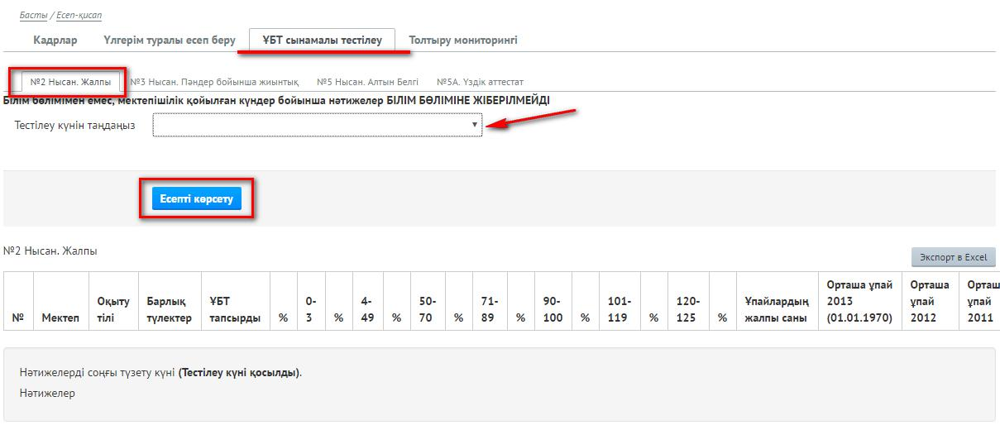 Басты / Есеп-қисап
Кадрлар Үлгерім туралы есеп беру ҰБТ сынамалы тестілеу Толтыру мониторингі
№2 Нысан. Жалпы №3 Нысан. Пәндер бойынша жиынтық №5 Нысан. Алтын Белгі №5А. Үздік аттестат
Білім бөлімімен емес, мектепішілік қойылған күндер бойынша нәтижелер БІЛІМ БӨЛІМІНЕ ЖІБЕРІЛМЕЙДІ
Тестілеу күнін таңдаңыз
Есепті көрсету
№2 Нысан. Жалпы
Экспорт в Excel
№ Мектеп Оқыту тілі Барлық түлектер ҰБТ тапсырды % 0-3 % 4-49 % 50-70 % 71-89 % 90-100 % 101-119 % 120-125 % Ұпайлардың жалпы саны Орташа ұпай 2013 (01.01.1970) Орташа ұпай 2012 Орташ ұпай 2011
Нәтижелерді соңғы түзету күні (Тестілеу күні қосылды).
Нәтижелер